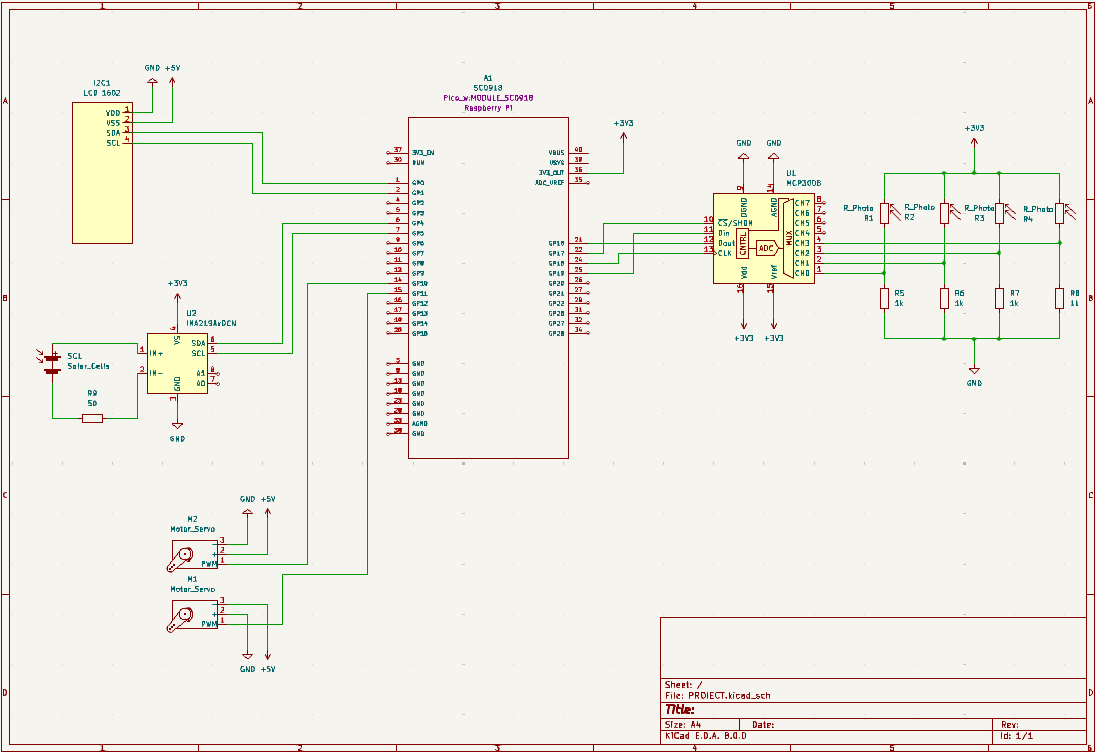 1 2 3 4 5 6
A
B
C
D
I2C1
LCD 1602
VDD 1
VSS 2
SDA 3
SCL 4
GND +5V
A1
SC0918
Pico_w:MODULE_SC0918
Raspberry Pi
37 3V3_EN
30 RUN
1 GP0
2 GP1
4 GP2
5 GP3
6 GP4
7 GP5
9 GP6
10 GP7
11 GP8
12 GP9
14 GP10
15 GP11
16 GP12
17 GP13
19 GP14
20 GP15
3 GND
8 GND
13 GND
18 GND
23 GND
28 GND
33 AGND
38 GND
VBUS 40
VSYS 39
3V3_OUT 36
ADC_VREF 35
GP16 21
GP17 22
GP18 24
GP19 25
GP20 26
GP21 27
GP22 29
GP26 31
GP27 32
GP28 34
+3V3
GND GND
U1
MCP3008
9 DGND
14 AGND
10 CS/SHDN
11 Din
12 Dout
13 CLK
CNTRL
ADC
MUX
CH7 8
CH6 7
CH5 6
CH4 5
CH3 4
CH2 3
CH1 2
CH0 1
16 Vdd
15 Vref
+3V3 +3V3
+3V3
R_Photo
R1
R_Photo
R2
R_Photo
R3
R_Photo
R4
R5
1k
R6
1k
R7
1k
R8
GND
+3V3
U2
INA219AxDCN
4 VS
1 IN+
2 IN-
SDA 6
SCL 5
A1 8
A0 7
3 GND
GND
SCL
Solar_Cells
R9
50
GND +5V
M2
Motor_Servo
3
2 +
1 PWM
M1
Motor_Servo
3
2 +
1 PWM
GND +5V
Sheet: /
File: PROIECT.kicad_sch
Title:
Size: A4 Date: Rev:
KiCad E.D.A. 8.0.0 Id: 1/1
1 2 3 4 5 6
A
B
C
D